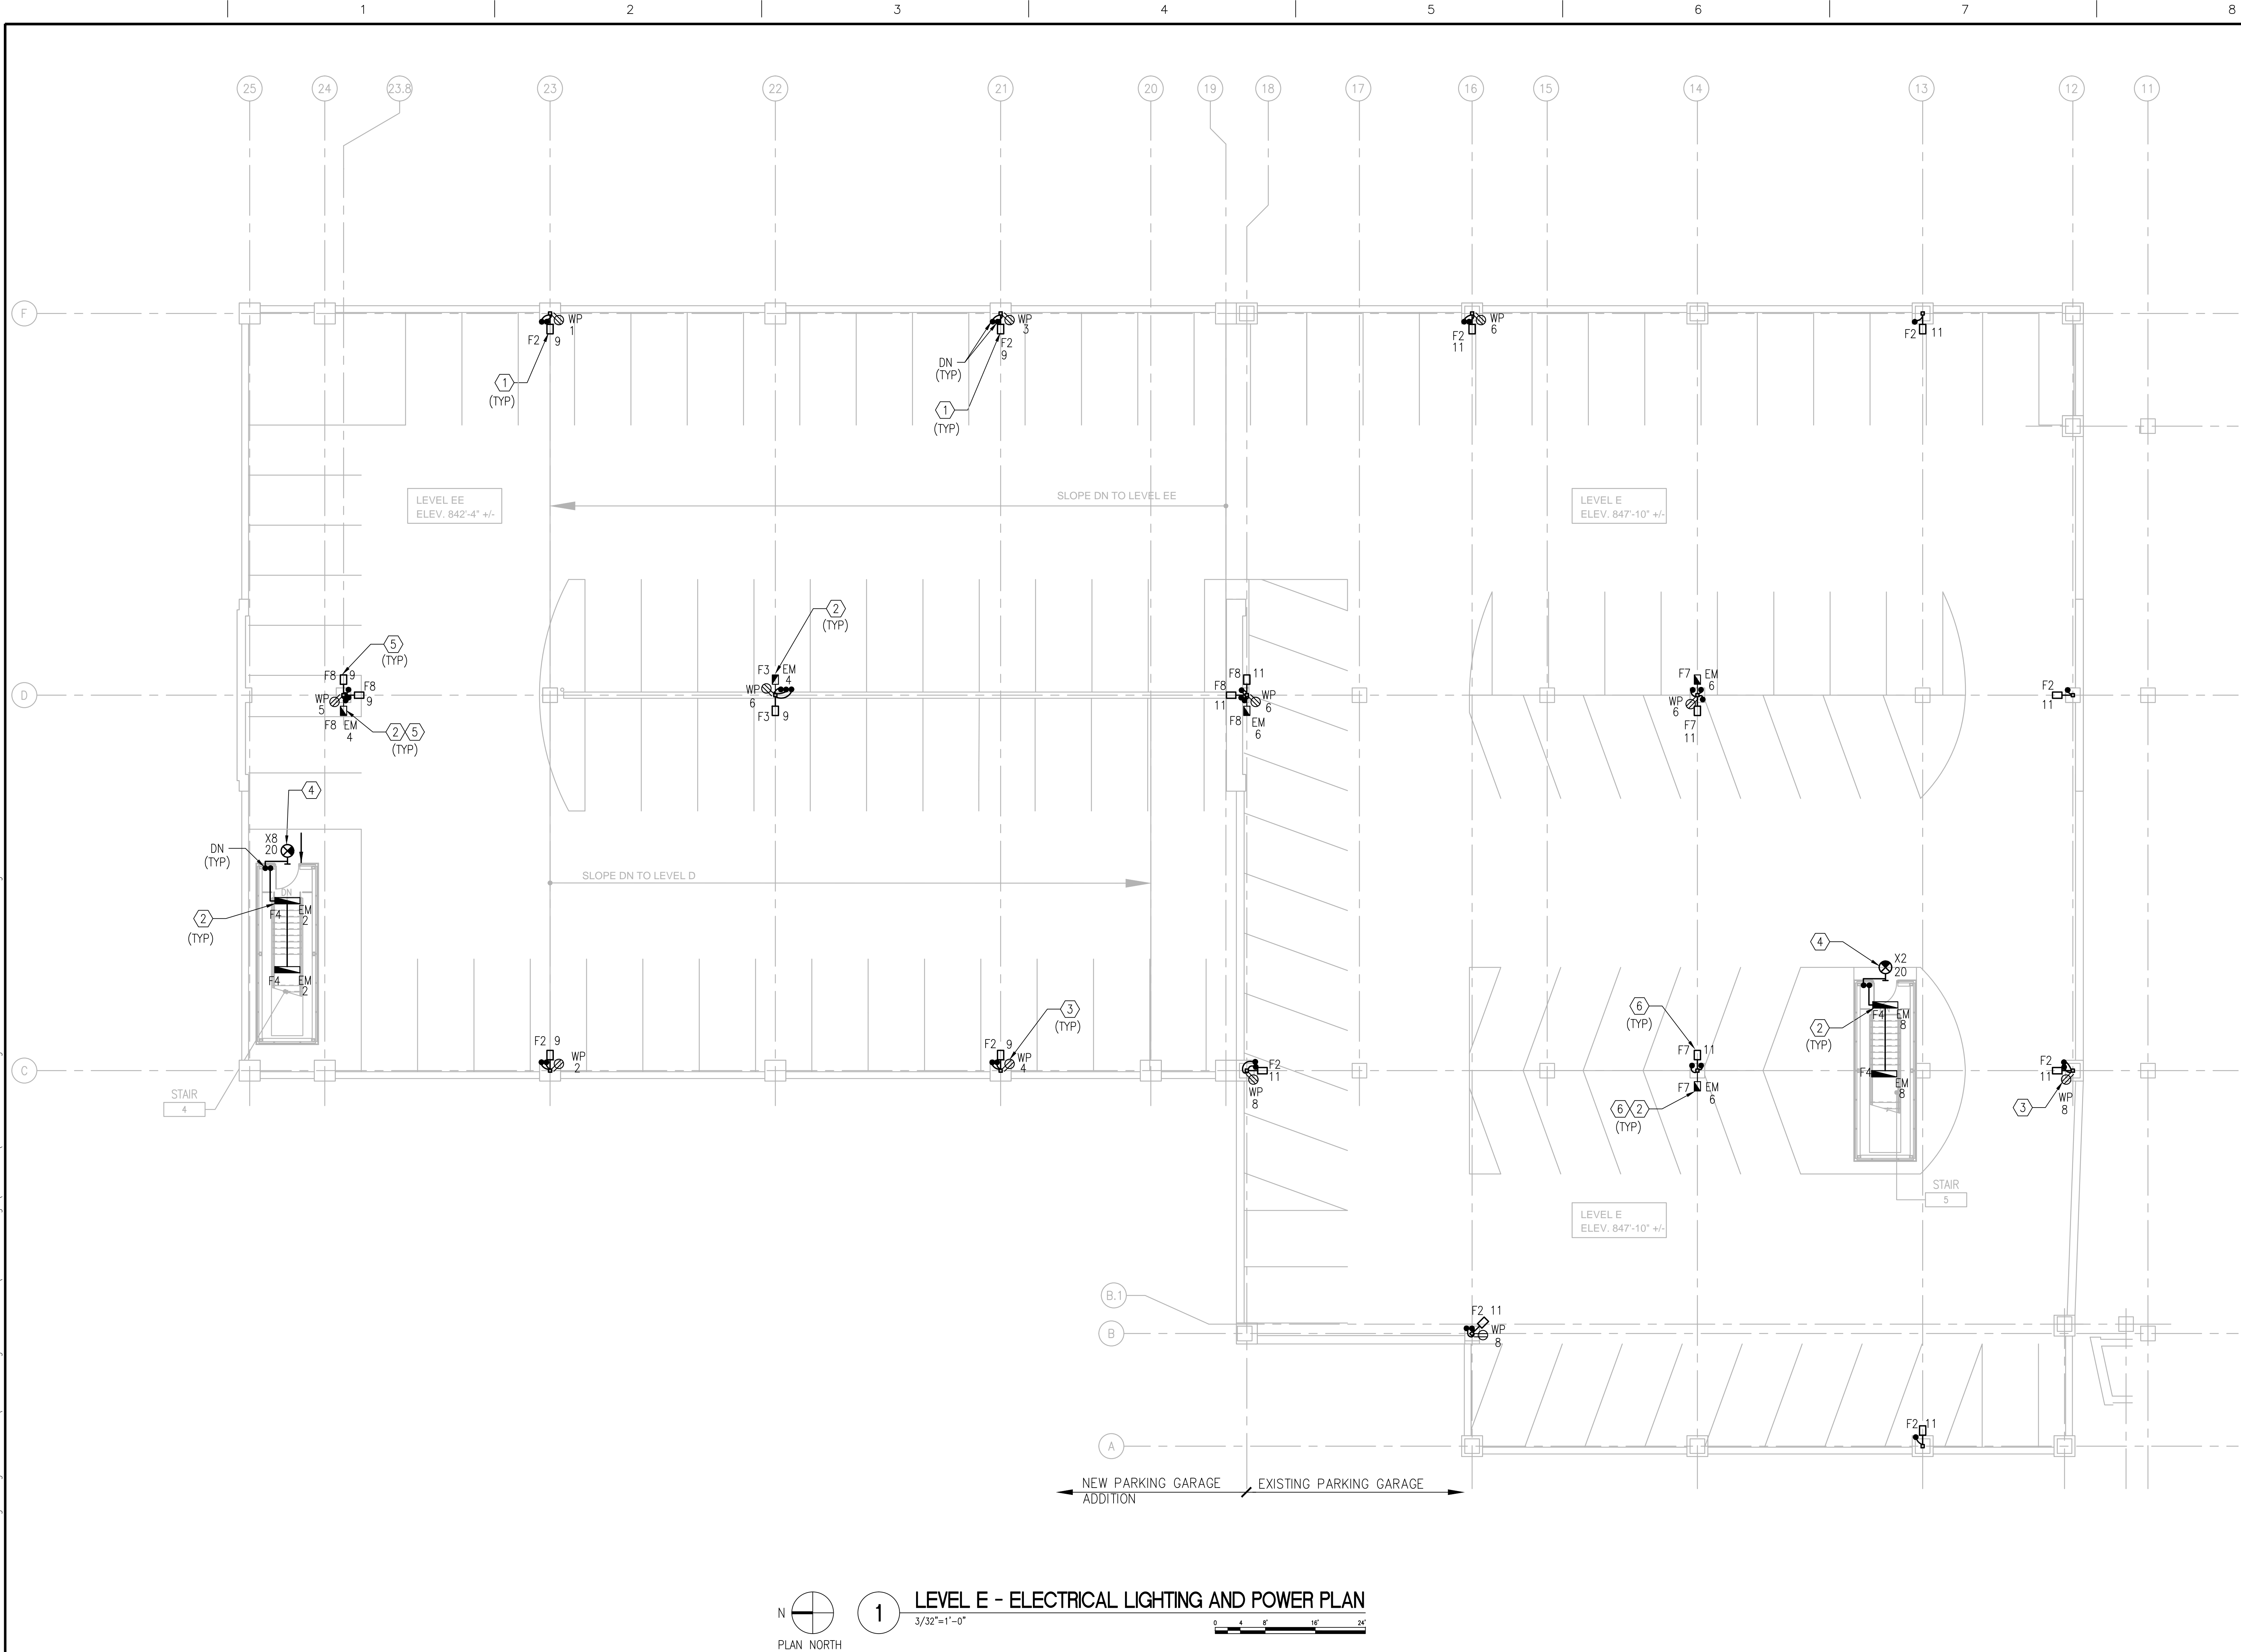 1 2 3 4 5 6 7 8
25 24 23.8 23 22 21 20 19 18 17 16 15 14 13 12 11
F
WP
1
F2 9
1
(TYP)
WP
3
F2
9
DN
(TYP)
1
(TYP)
WP
6
F2
11
F2 11
LEVEL EE
ELEV. 842'-4" +/-
SLOPE DN TO LEVEL EE
LEVEL E
ELEV. 847'-10" +/-
D
5
(TYP)
F8 9
F8
9
WP
5
F8 EM
4
2 5
(TYP)
2
(TYP)
F3 EM
4
WP
6
F3 9
F8 11
F8
11
WP
6
F8 EM
6
F7 EM
6
WP
6
F7
11
F2
11
4
X8
20
DN
(TYP)
DN
2
(TYP)
F4 EM
2
F4 EM
2
SLOPE DN TO LEVEL D
C
STAIR
4
F2 9
WP
2
F2 9
WP
4
3
(TYP)
F2
11
WP
8
6
(TYP)
F7 11
F7 EM
6
6 2
(TYP)
4
X2
20
2
(TYP)
F4 EM
8
F4 EM
8
F2
11
WP
8
3
STAIR
5
LEVEL E
ELEV. 847'-10" +/-
B.1
B
F2 11
WP
8
A
F2 11
NEW PARKING GARAGE
ADDITION
EXISTING PARKING GARAGE
N
PLAN NORTH
1
LEVEL E - ELECTRICAL LIGHTING AND POWER PLAN
3/32"=1'-0"
0 4 8' 16' 24'